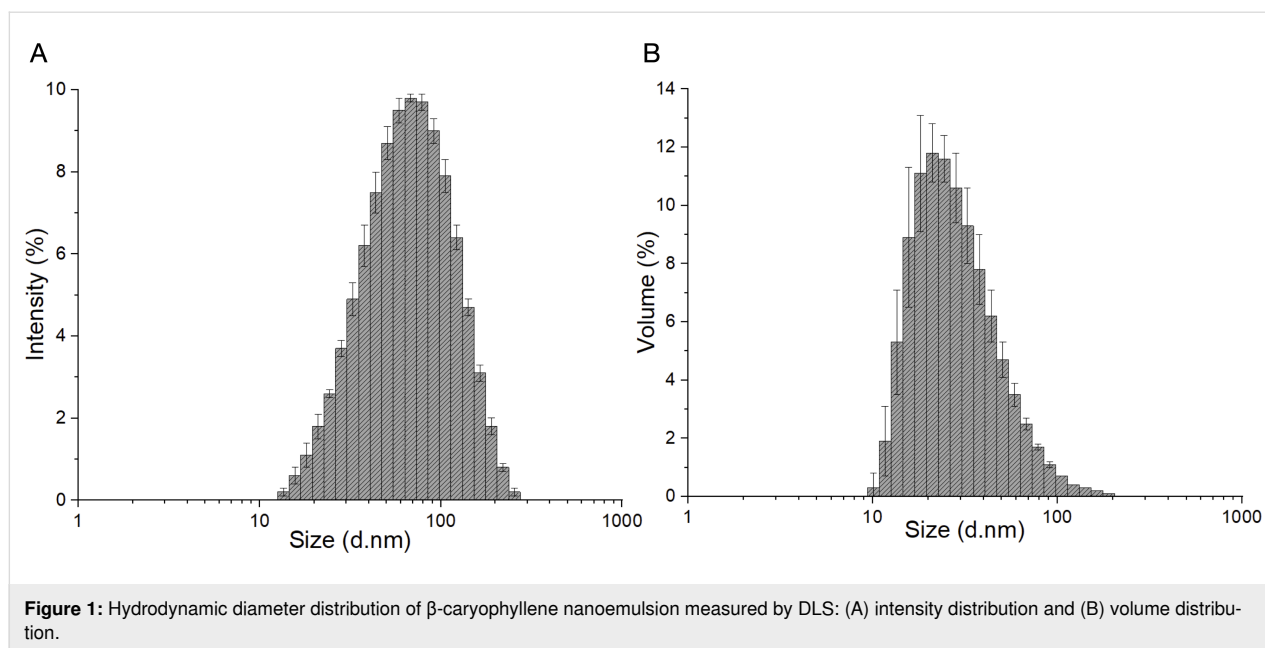 A
B
10
8
6
4
2
0
Intensity (%)
1
10
100
1000
Size (d.nm)
14
12
10
8
6
4
2
0
Volume (%)
1
10
100
1000
Size (d.nm)
Figure 1: Hydrodynamic diameter distribution of β-caryophyllene nanoemulsion measured by DLS: (A) intensity distribution and (B) volume distribu-
tion.